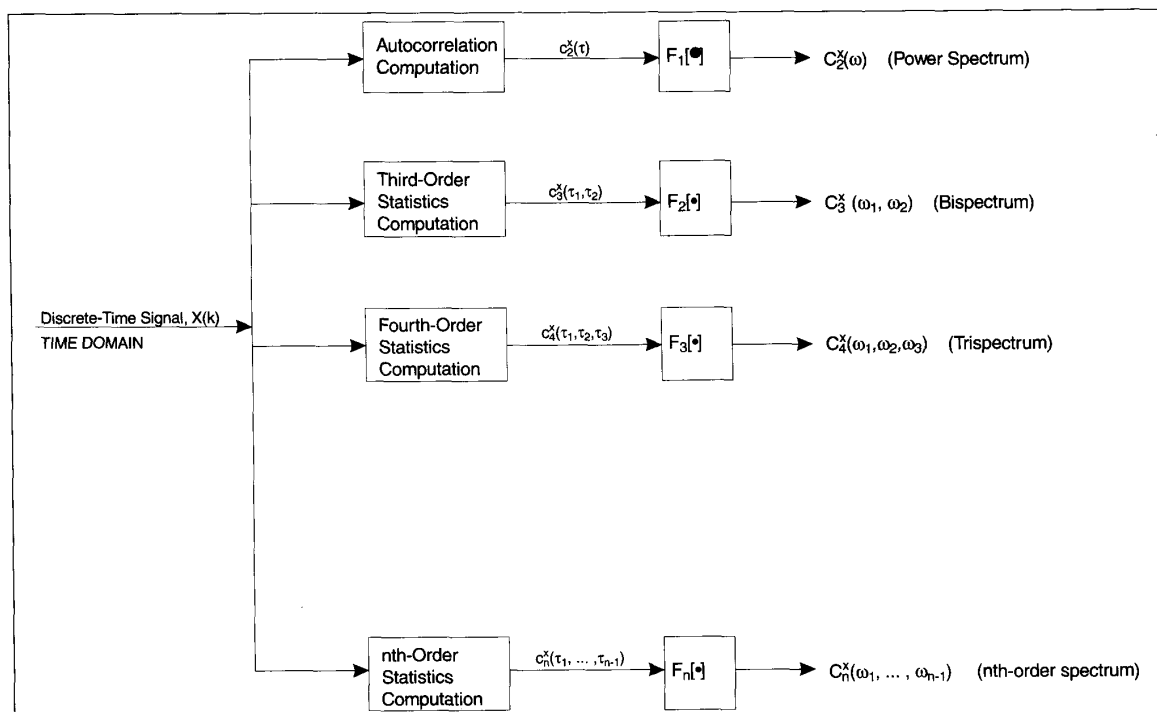 Autocorrelation
Computation
c₂ˣ(τ)
F₁[●]
C₂ˣ(ω) (Power Spectrum)
Third-Order
Statistics
Computation
c₃ˣ(τ₁,τ₂)
F₂[•]
C₃ˣ (ω₁, ω₂) (Bispectrum)
Discrete-Time Signal, X(k)
TIME DOMAIN
Fourth-Order
Statistics
Computation
c₄ˣ(τ₁,τ₂,τ₃)
F₃[•]
C₄ˣ(ω₁,ω₂,ω₃) (Trispectrum)
nth-Order
Statistics
Computation
cₙˣ(τ₁, ... ,τₙ₋₁)
Fₙ[•]
Cₙˣ(ω₁, ... , ωₙ₋₁) (nth-order spectrum)